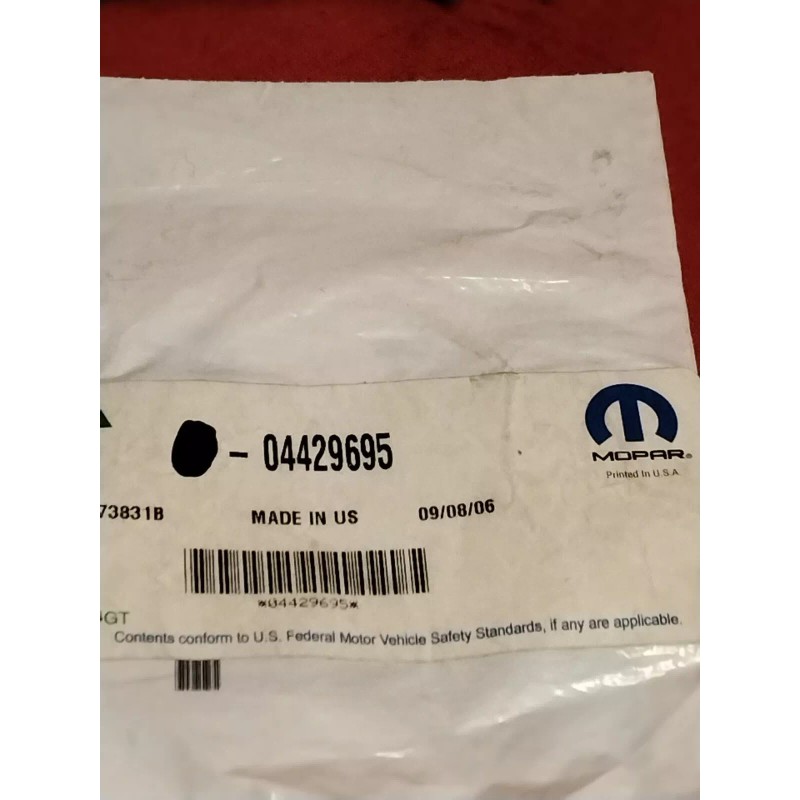 - 04429695
MOPAR®
Printed In U.S.A.
73831B
MADE IN US
09/08/06
*04429695*
GT
Contents conform to U.S. Federal Motor Vehicle Safety Standards, if any are applicable.